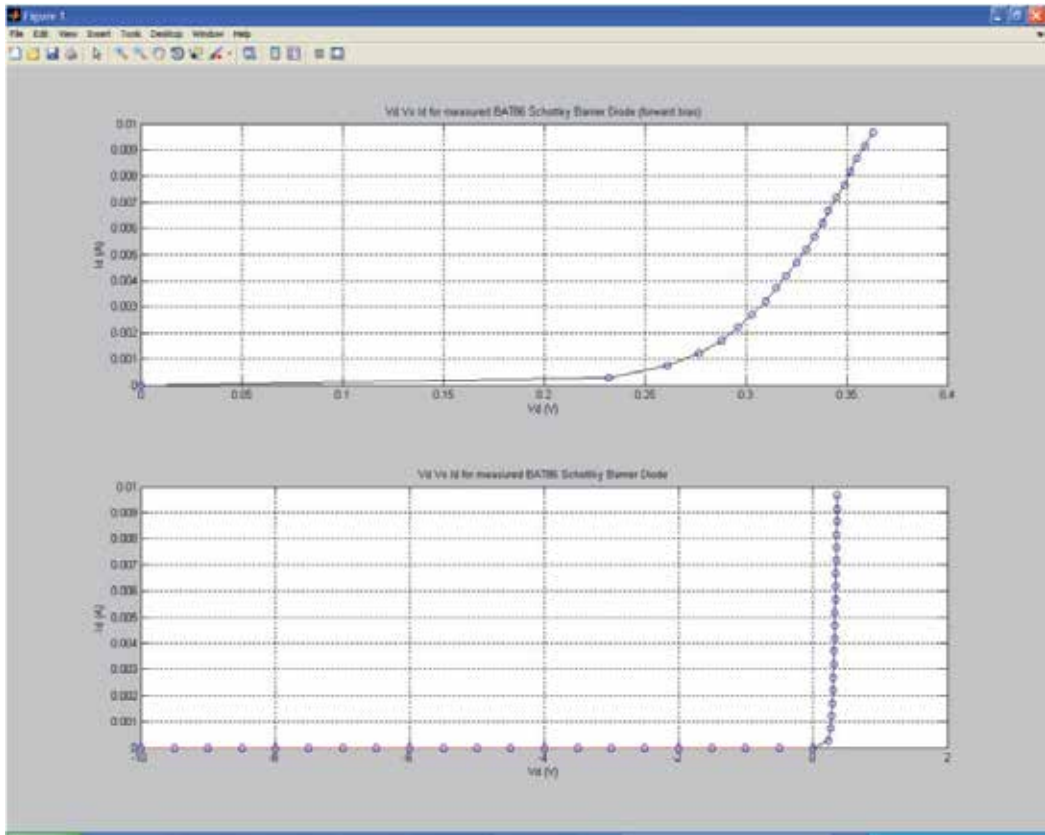 Figure 1
File Edit View Insert Tools Desktop Window Help
Vd Vs Id for measured BAT86 Schottky Barrier Diode (forward bias)
0.01
0.009
0.008
0.007
0.006
0.005
0.004
0.003
0.002
0.001
0
Id (A)
0 0.05 0.1 0.15 0.2 0.25 0.3 0.35 0.4
Vd (V)
Vd Vs Id for measured BAT86 Schottky Barrier Diode
0.01
0.009
0.008
0.007
0.006
0.005
0.004
0.003
0.002
0.001
0
Id (A)
-10 -8 -6 -4 -2 0 2
Vd (V)